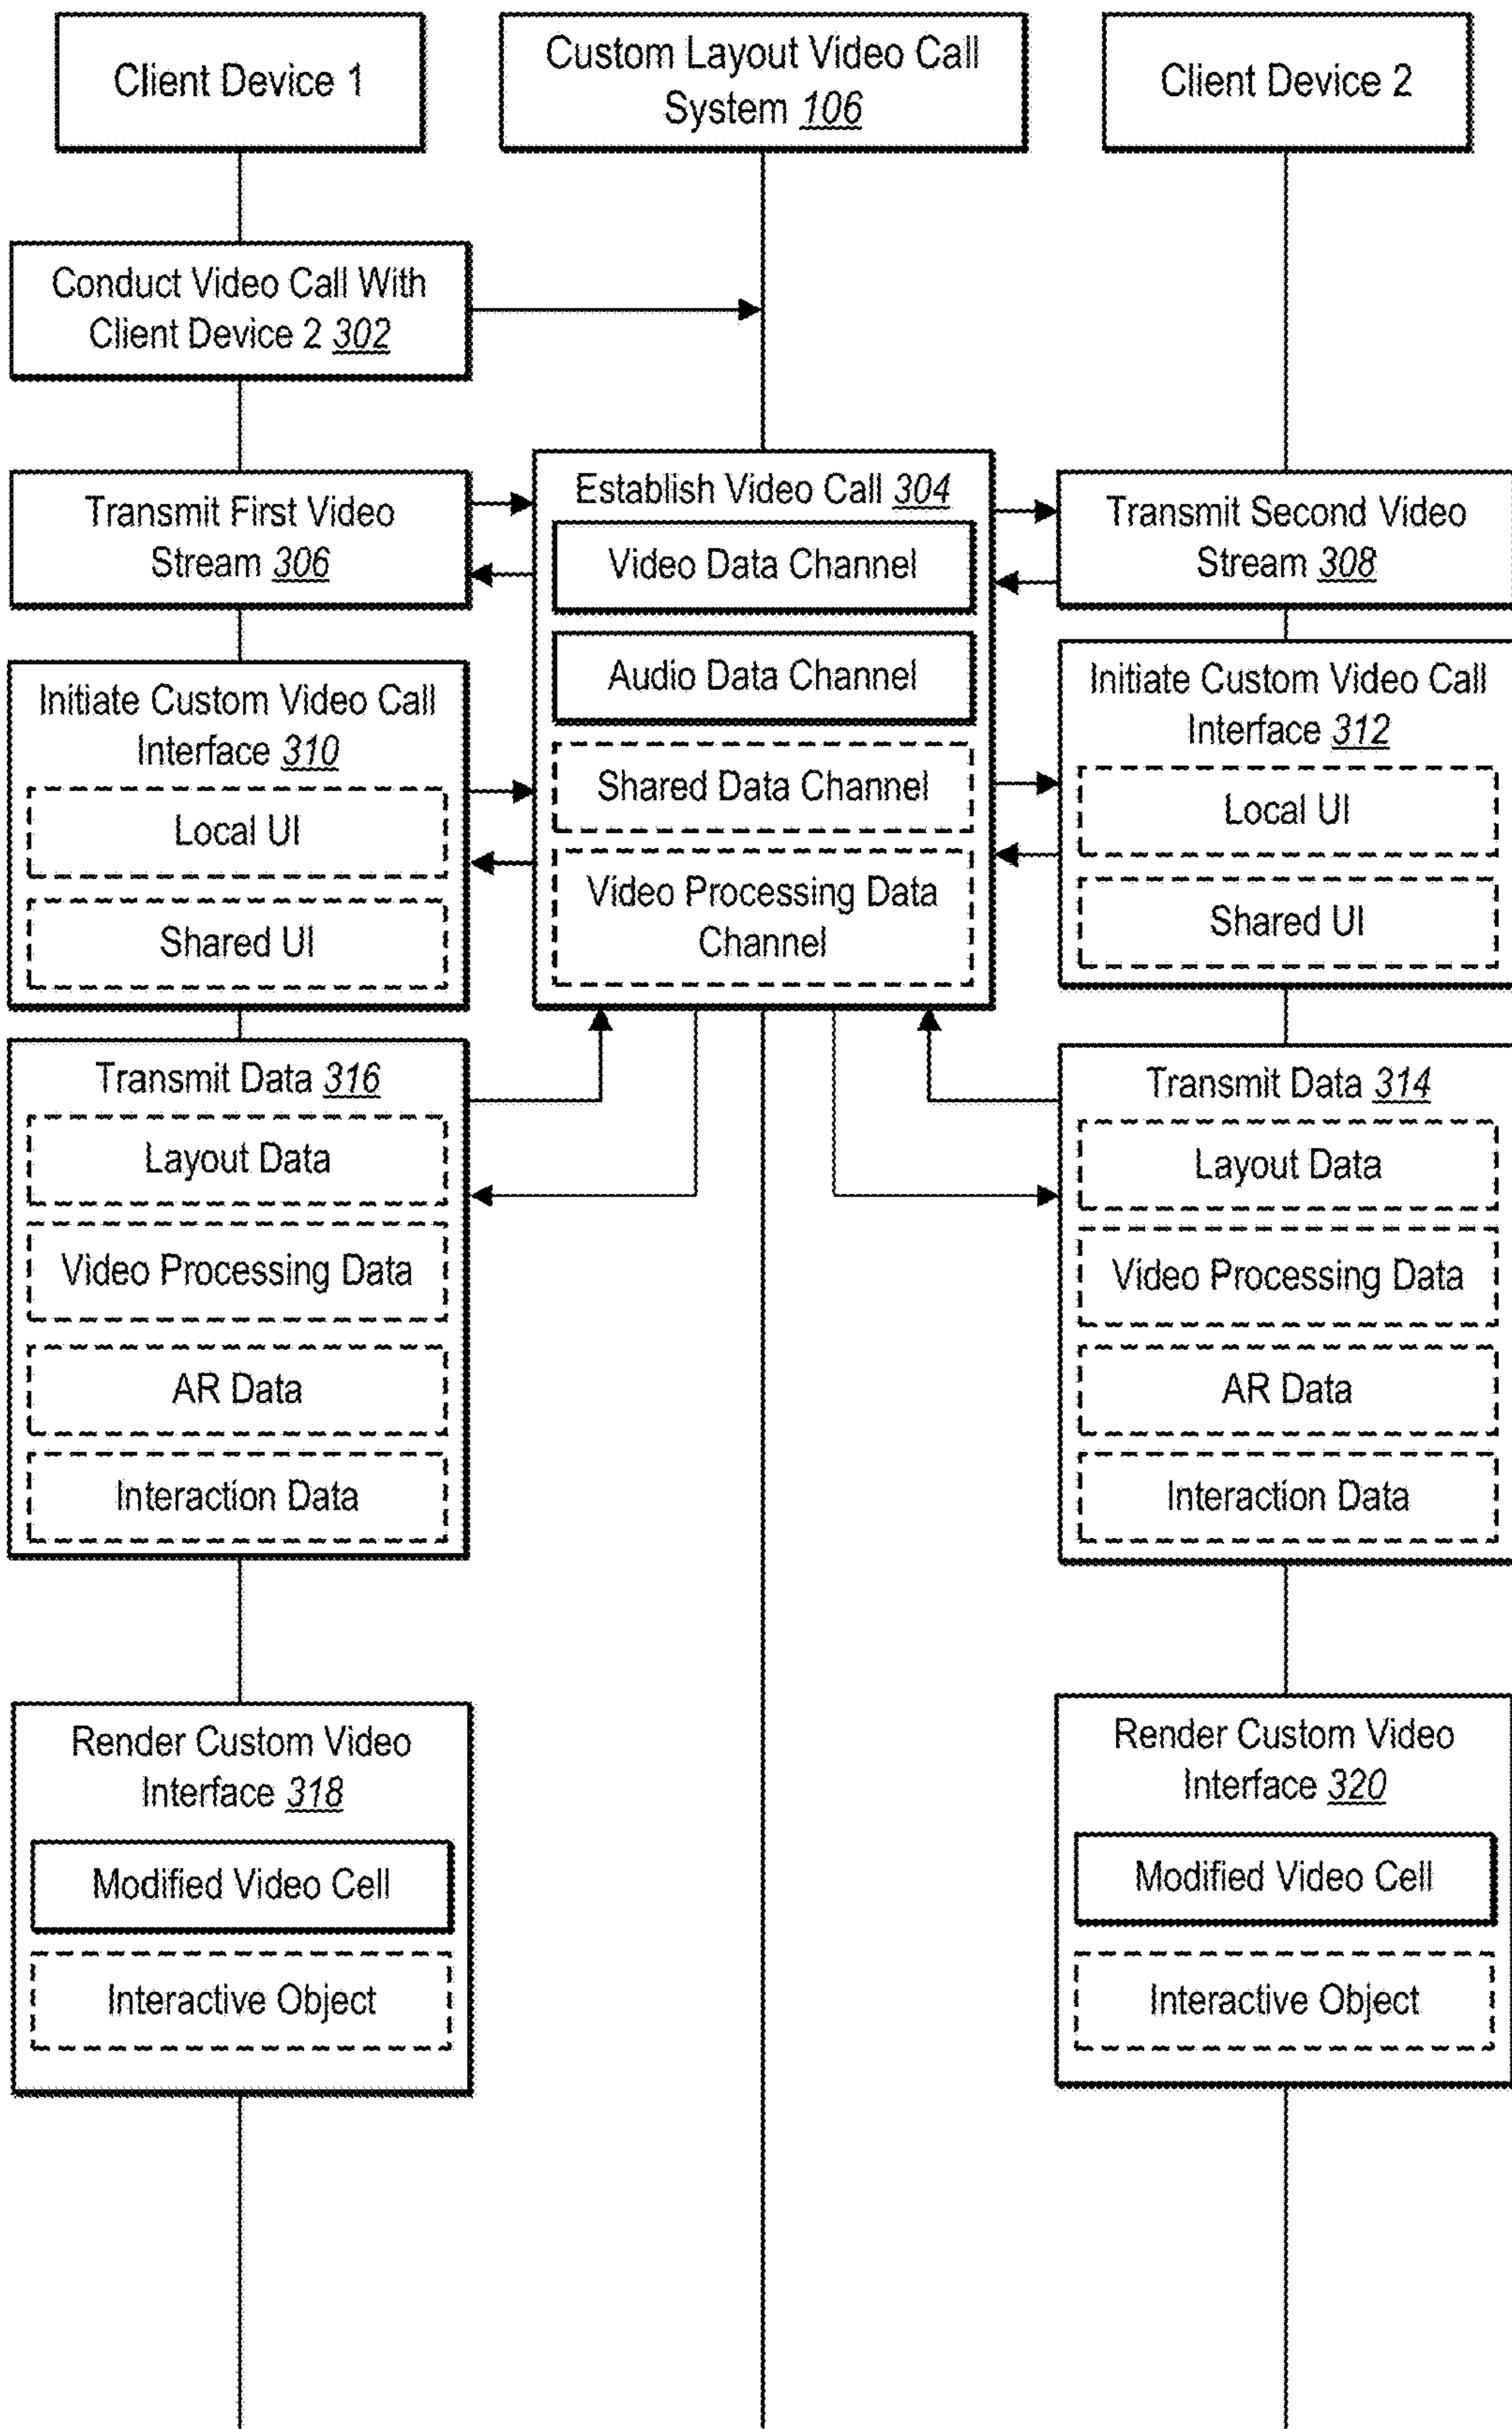 Client Device 1
Custom Layout Video Call
System 106
Client Device 2
Conduct Video Call With
Client Device 2 302
Transmit First Video
Stream 306
Establish Video Call 304
Video Data Channel
Audio Data Channel
Shared Data Channel
Video Processing Data
Channel
Transmit Second Video
Stream 308
Initiate Custom Video Call
Interface 310
Local UI
Shared UI
Initiate Custom Video Call
Interface 312
Local UI
Shared UI
Transmit Data 316
Layout Data
Video Processing Data
AR Data
Interaction Data
Transmit Data 314
Layout Data
Video Processing Data
AR Data
Interaction Data
Render Custom Video
Interface 318
Modified Video Cell
Interactive Object
Render Custom Video
Interface 320
Modified Video Cell
Interactive Object